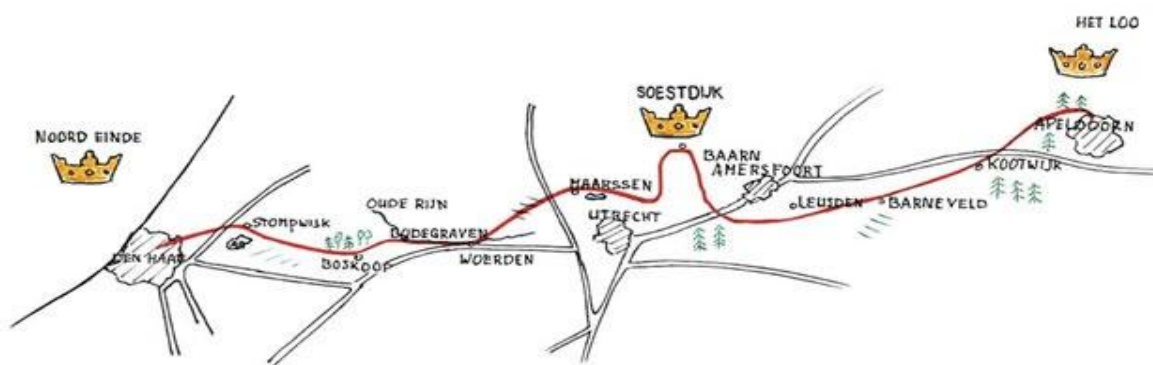 NOORD EINDE
DEN HAAG
STOMPWIJK
OUDE RIJN
BOSKOOP
BODEGRAVEN
WOERDEN
MAARSSEN
UTRECHT
SOESTDIJK
BAARN
AMERSFOORT
LEUSDEN
BARNEVELD
KOOTWIJK
HET LOO
APELDOORN